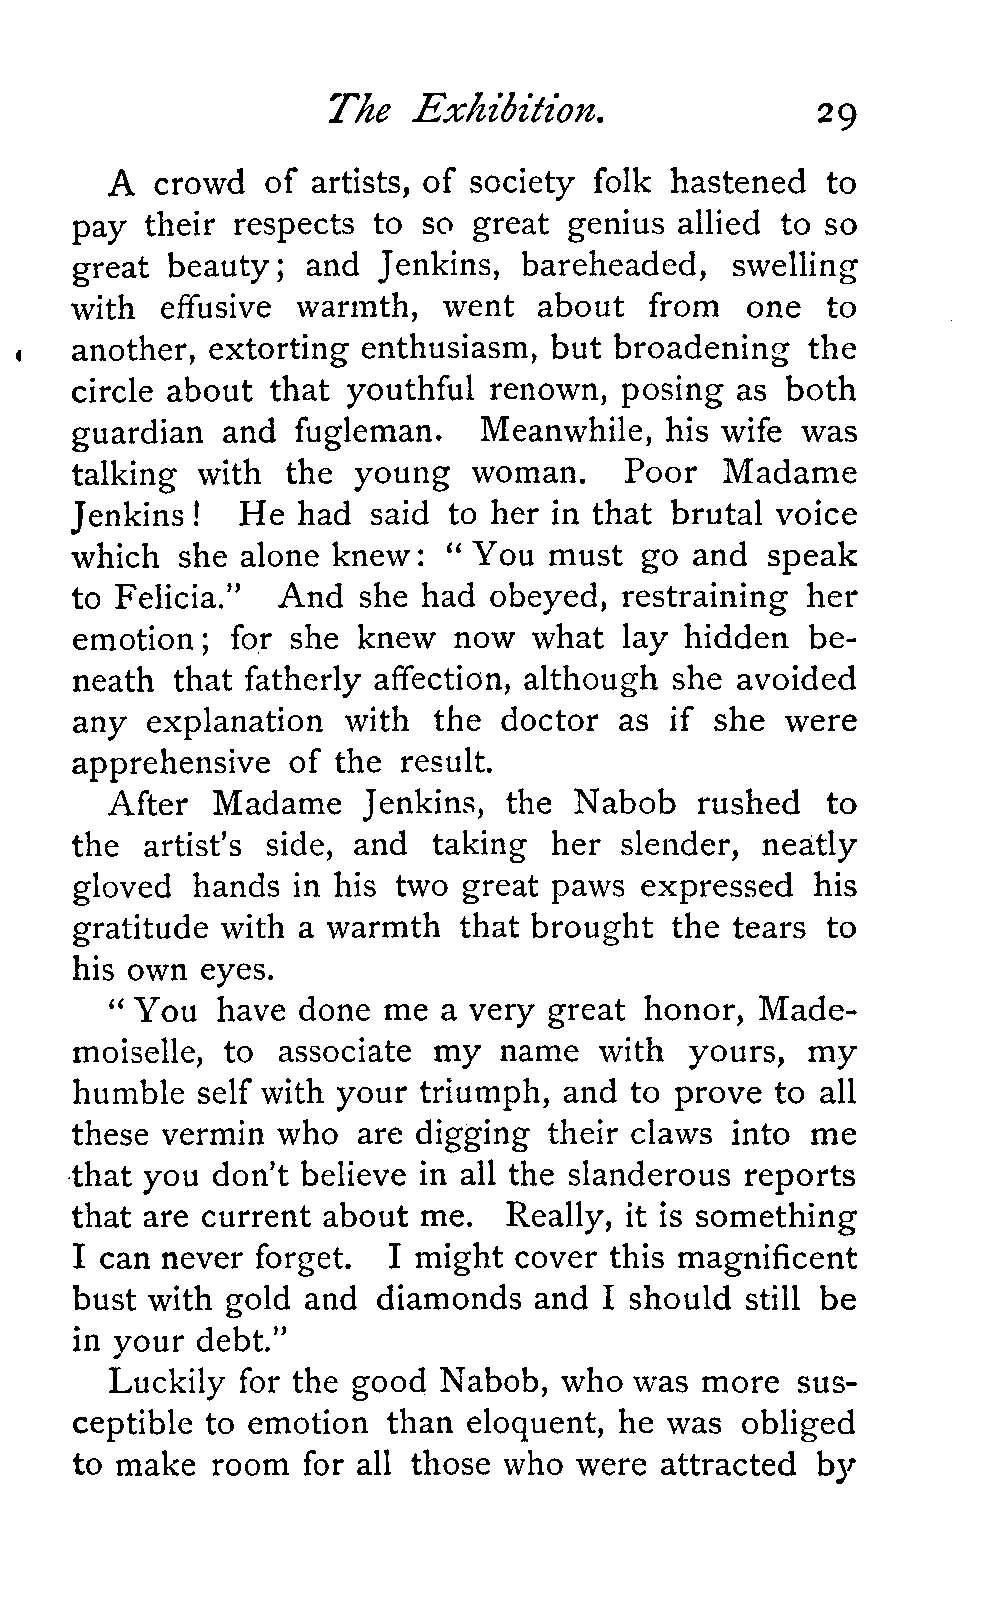 The Exhibition. 29
A crowd of artists, of society folk hastened to
pay their respects to so great genius allied to so
great beauty; and Jenkins, bareheaded, swelling
with effusive warmth, went about from one to
another, extorting enthusiasm, but broadening the
circle about that youthful renown, posing as both
guardian and fugleman. Meanwhile, his wife was
talking with the young woman. Poor Madame
Jenkins! He had said to her in that brutal voice
which she alone knew: "You must go and speak
to Felicia." And she had obeyed, restraining her
emotion; for she knew now what lay hidden be-
neath that fatherly affection, although she avoided
any explanation with the doctor as if she were
apprehensive of the result.
After Madame Jenkins, the Nabob rushed to
the artist's side, and taking her slender, neatly
gloved hands in his two great paws expressed his
gratitude with a warmth that brought the tears to
his own eyes.
"You have done me a very great honor, Made-
moiselle, to associate my name with yours, my
humble self with your triumph, and to prove to all
these vermin who are digging their claws into me
that you don't believe in all the slanderous reports
that are current about me. Really, it is something
I can never forget. I might cover this magnificent
bust with gold and diamonds and I should still be
in your debt."
Luckily for the good Nabob, who was more sus-
ceptible to emotion than eloquent, he was obliged
to make room for all those who were attracted by